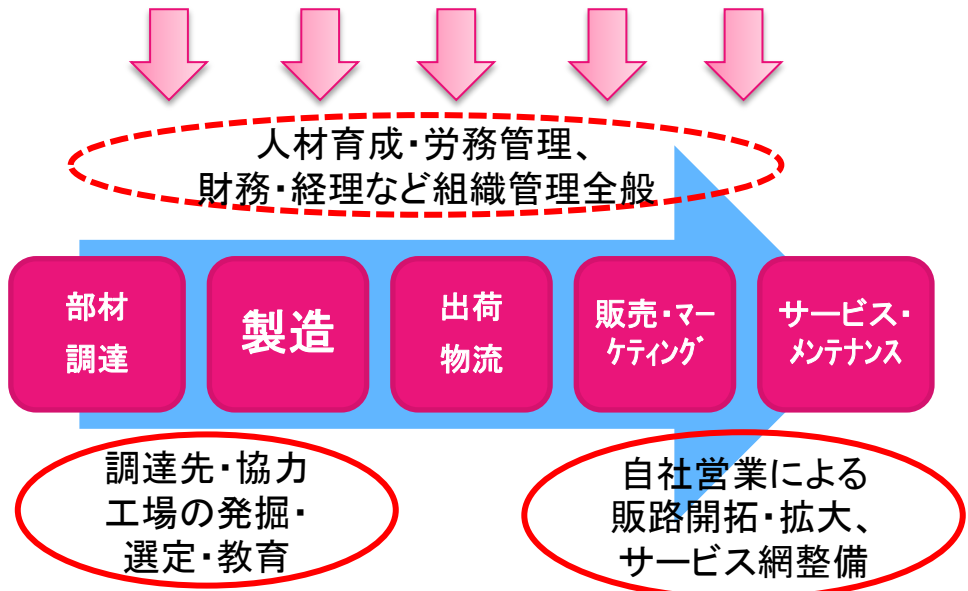 人材育成・労務管理、
財務・経理など組織管理全般
部材
調達
製造
出荷
物流
販売・マー
ケティング
サービス・
メンテナンス
調達先・協力
工場の発掘・
選定・教育
自社営業による
販路開拓・拡大、
サービス網整備